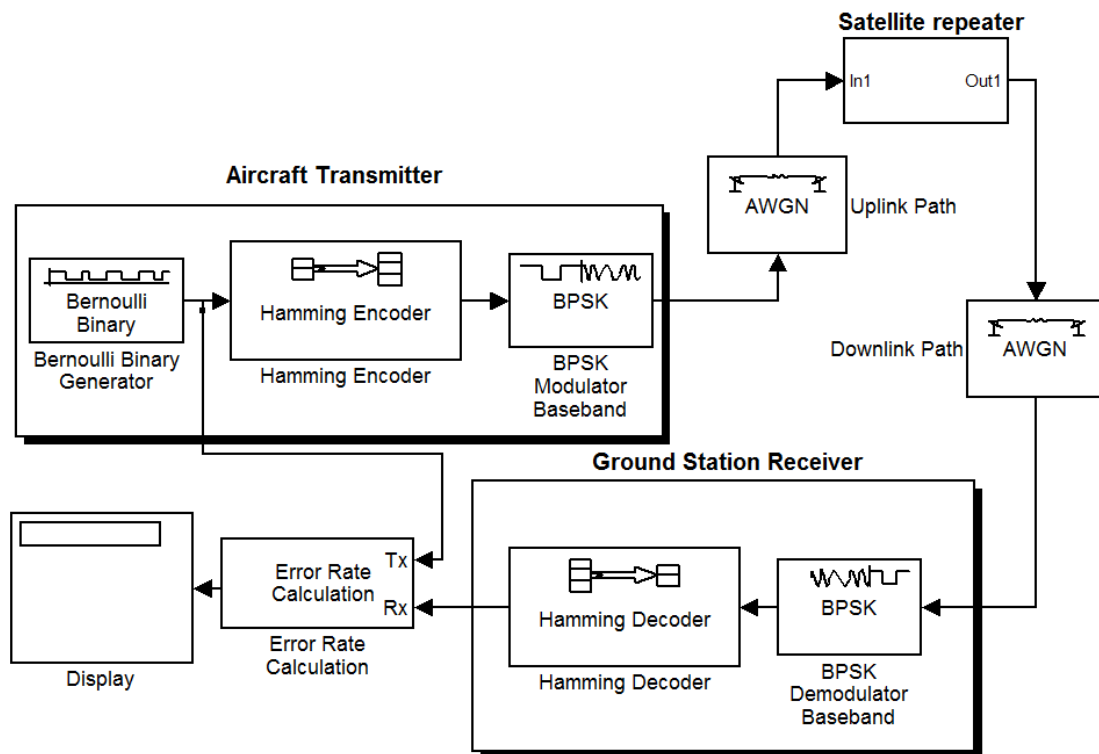 Satellite repeater
In1
Out1
AWGN
Uplink Path
Aircraft Transmitter
Bernoulli
Binary
Bernoulli Binary
Generator
Hamming Encoder
Hamming Encoder
BPSK
BPSK
Modulator
Baseband
Downlink Path
AWGN
Ground Station Receiver
Display
Error Rate
Calculation
Tx
Rx
Error Rate
Calculation
Hamming Decoder
Hamming Decoder
BPSK
BPSK
Demodulator
Baseband